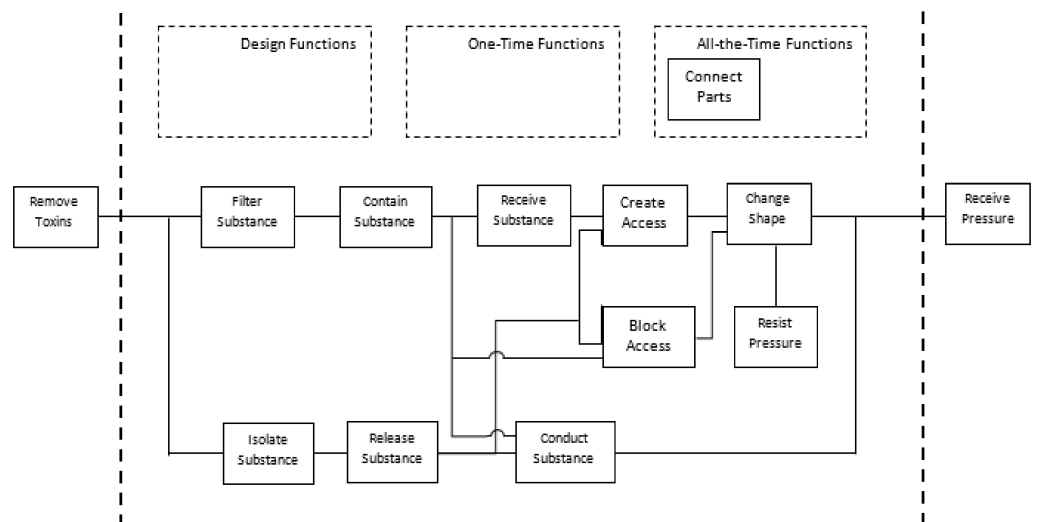 Design Functions
One-Time Functions
All-the-Time Functions
Connect
Parts
Remove
Toxins
Filter
Substance
Contain
Substance
Receive
Substance
Create
Access
Change
Shape
Receive
Pressure
Block
Access
Resist
Pressure
Isolate
Substance
Release
Substance
Conduct
Substance